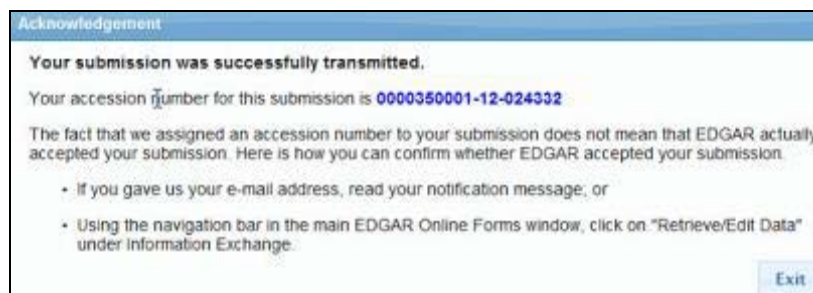 Acknowledgement
Your submission was successfully transmitted.
Your accession number for this submission is 0000350001-12-024332
The fact that we assigned an accession number to your submission does not mean that EDGAR actually
accepted your submission. Here is how you can confirm whether EDGAR accepted your submission.
• If you gave us your e-mail address, read your notification message; or
• Using the navigation bar in the main EDGAR Online Forms window, click on "Retrieve/Edit Data"
under Information Exchange.
Exit